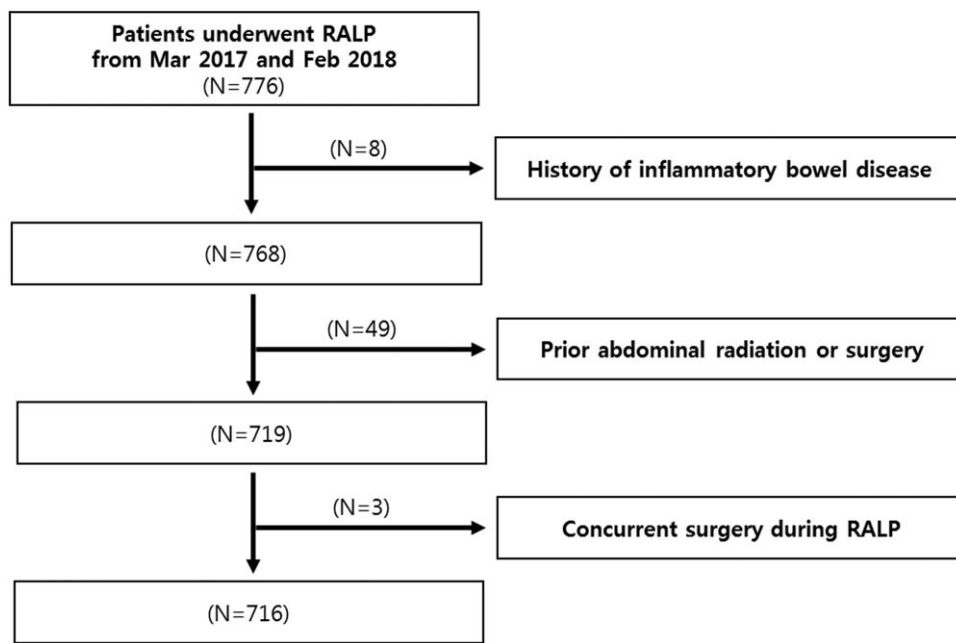 Patients underwent RALP
from Mar 2017 and Feb 2018
(N=776)
(N=8)
History of inflammatory bowel disease
(N=768)
(N=49)
Prior abdominal radiation or surgery
(N=719)
(N=3)
Concurrent surgery during RALP
(N=716)